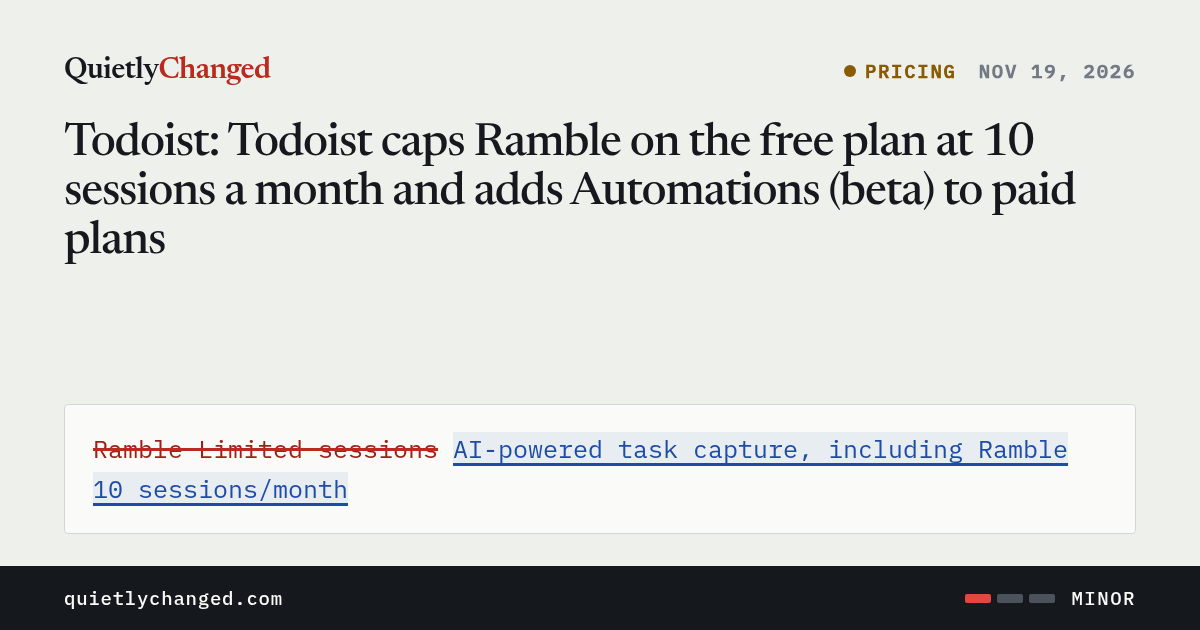 QuietlyChanged
PRICING NOV 19, 2026
Todoist: Todoist caps Ramble on the free plan at 10
sessions a month and adds Automations (beta) to paid
plans
Ramble Limited sessions AI-powered task capture, including Ramble
10 sessions/month
quietlychanged.com
MINOR